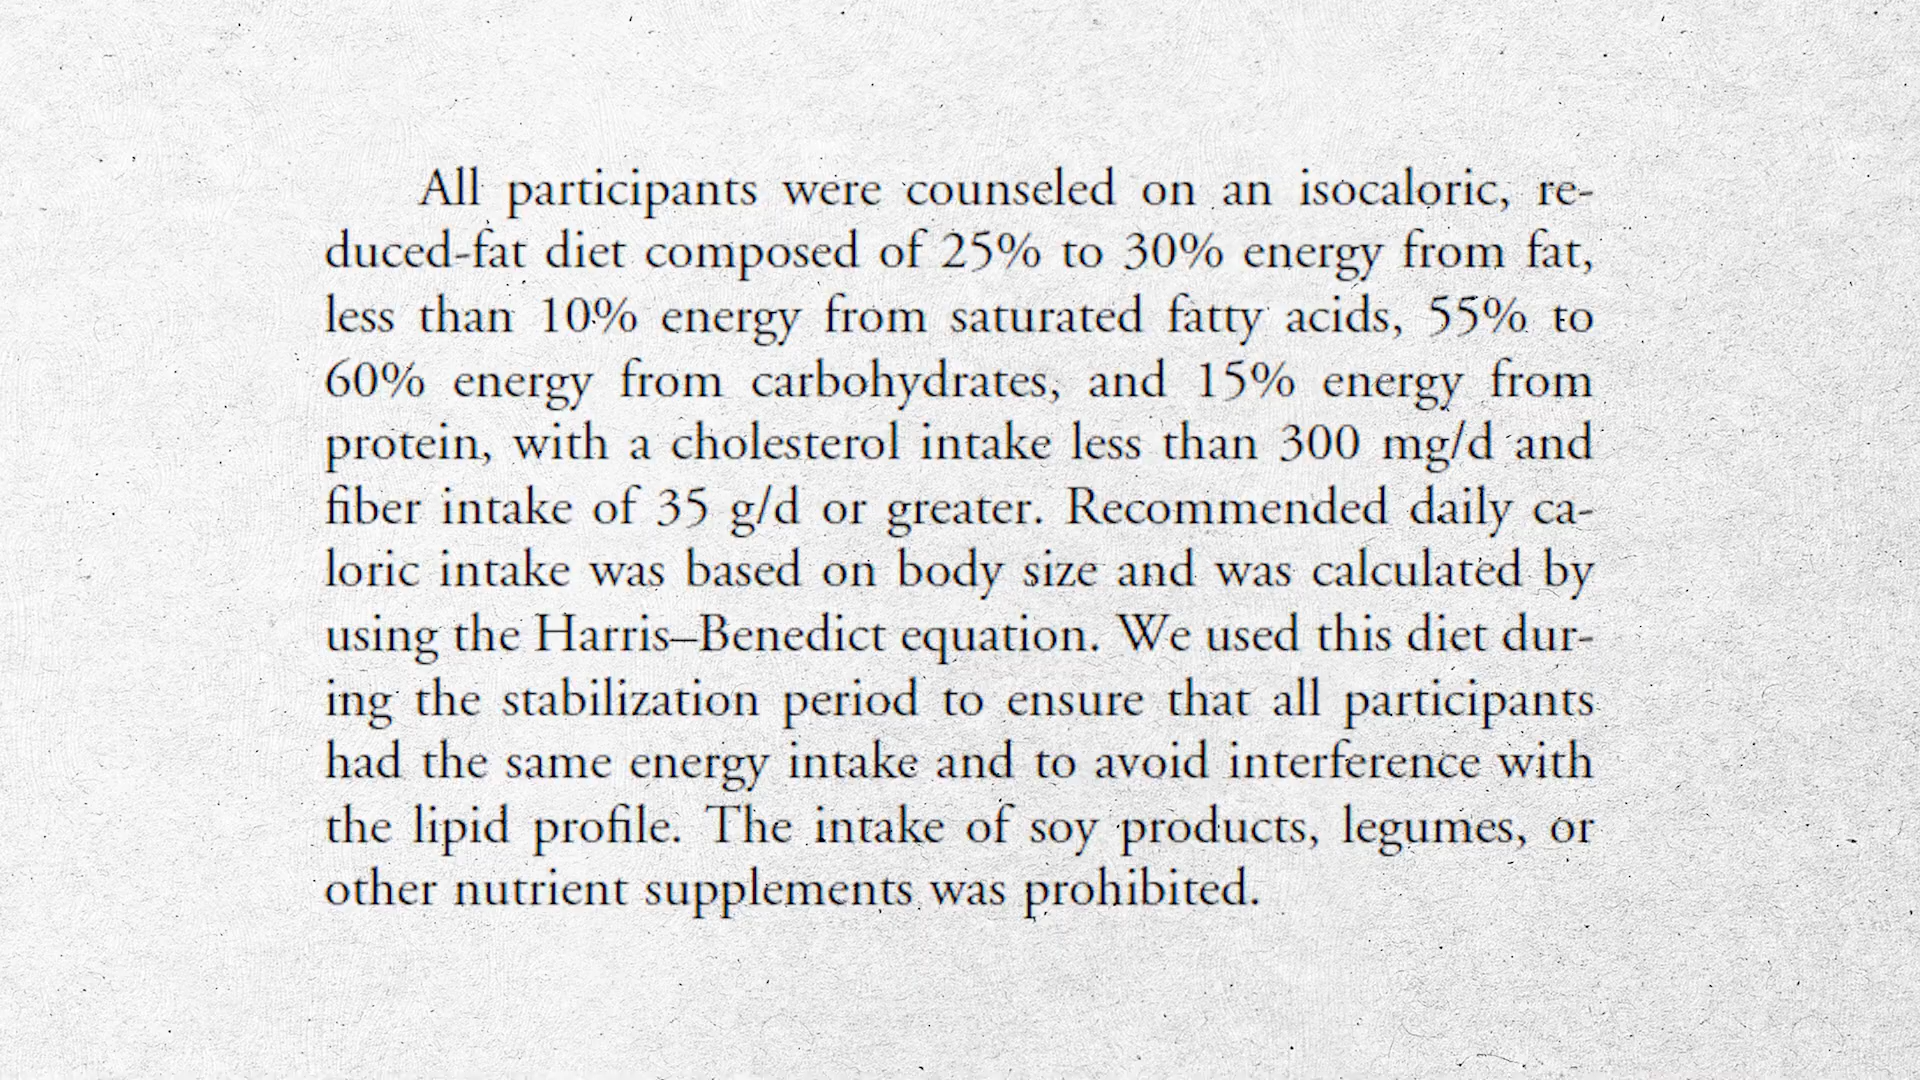 All participants were counseled on an isocaloric, re-
duced-fat diet composed of 25% to 30% energy from fat,
less than 10% energy from saturated fatty acids, 55% to
60% energy from carbohydrates, and 15% energy from
protein, with a cholesterol intake less than 300 mg/d and
fiber intake of 35 g/d or greater. Recommended daily ca-
loric intake was based on body size and was calculated by
using the Harris–Benedict equation. We used this diet dur-
ing the stabilization period to ensure that all participants
had the same energy intake and to avoid interference with
the lipid profile. The intake of soy products, legumes, or
other nutrient supplements was prohibited.